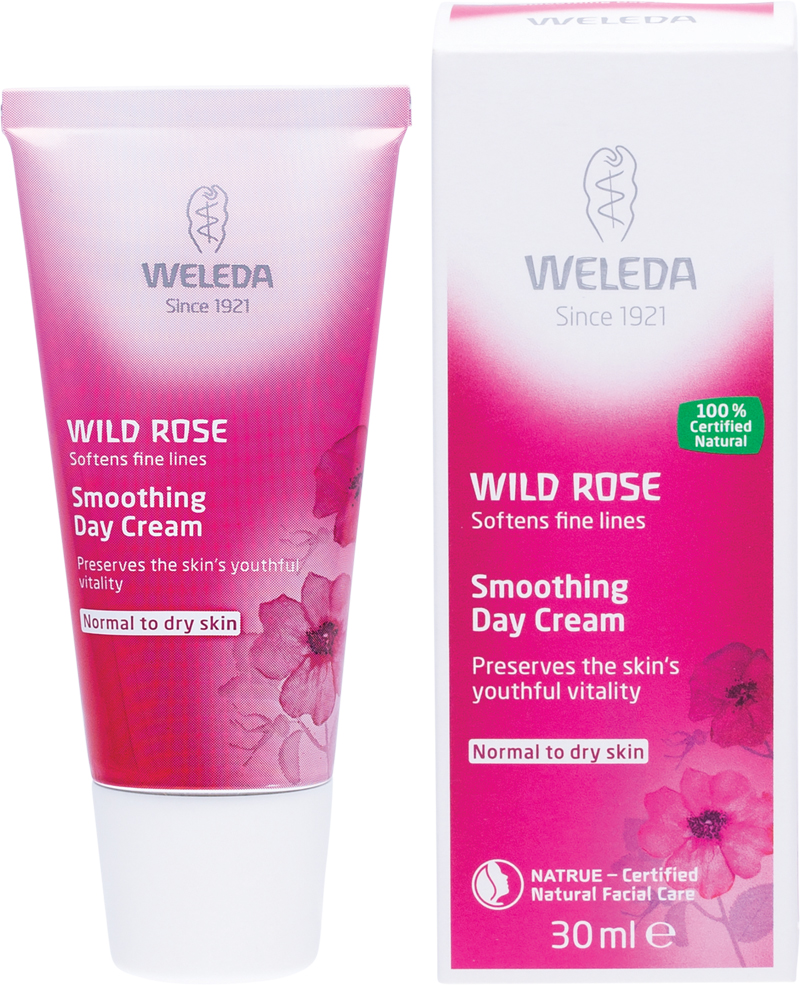 WELEDA
Since 1921
WILD ROSE
Softens fine lines
Smoothing
Day Cream
Preserves the skin's youthful
vitality
Normal to dry skin
WELEDA
WELEDA
Since 1921
100%
Certified
Natural
WILD ROSE
Softens fine lines
Smoothing
Day Cream
Preserves the skin's
youthful vitality
Normal to dry skin
NATRUE – Certified
Natural Facial Care
30 ml ℮